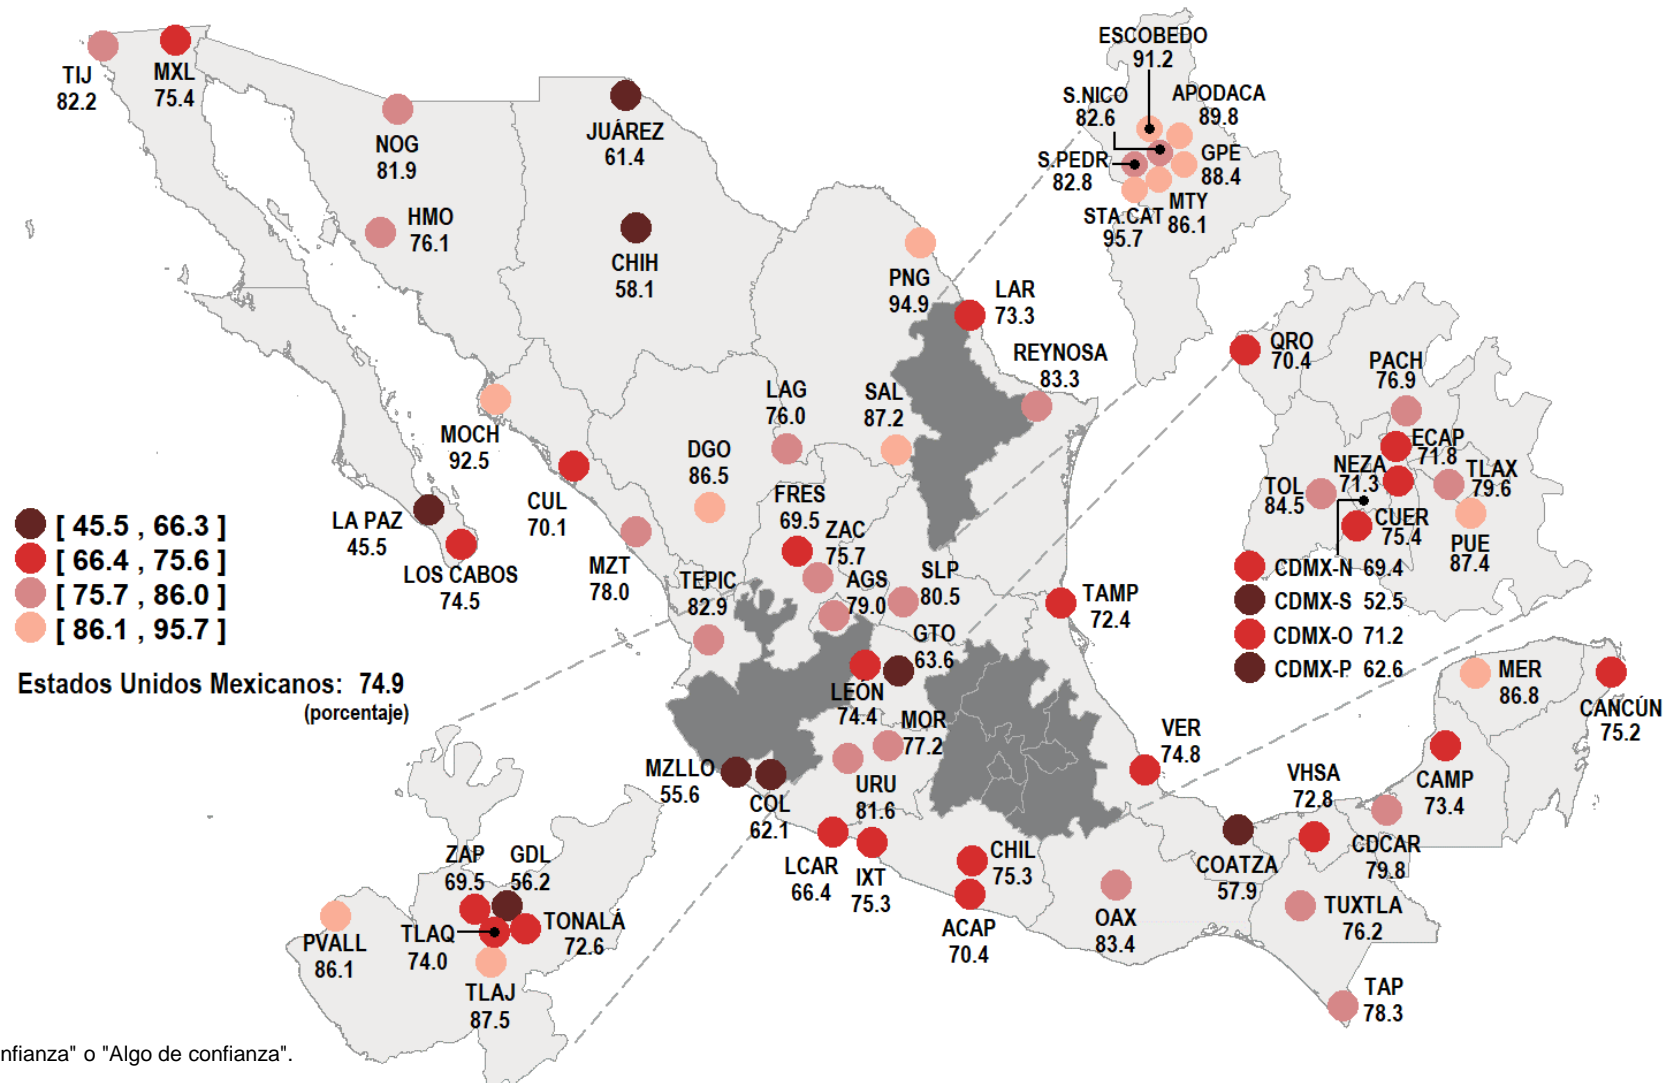 TIJ
82.2
MXL
75.4
NOG
81.9
HMO
76.1
JUÁREZ
61.4
CHIH
58.1
ESCOBEDO
91.2
S.NICO
82.6
APODACA
89.8
S.PEDR
82.8
GPE
88.4
MTY
86.1
STA.CAT
95.7
PNG
94.9
LAR
73.3
REYNOSA
83.3
QRO
70.4
PACH
76.9
ECAP
71.8
NEZA
71.3
TLAX
79.6
TOL
84.5
CUER
75.4
PUE
87.4
CDMX-N 69.4
CDMX-S 52.5
CDMX-O 71.2
CDMX-P 62.6
LAG
76.0
SAL
87.2
MOCH
92.5
DGO
86.5
CUL
70.1
FRES
69.5
ZAC
75.7
LA PAZ
45.5
LOS CABOS
74.5
MZT
78.0
TEPIC
82.9
AGS
79.0
SLP
80.5
TAMP
72.4
GTO
63.6
LEÓN
74.4
MOR
77.2
[ 45.5 , 66.3 ]
[ 66.4 , 75.6 ]
[ 75.7 , 86.0 ]
[ 86.1 , 95.7 ]
Estados Unidos Mexicanos: 74.9
(porcentaje)
MZLLO
55.6
COL
62.1
URU
81.6
LCAR
66.4
IXT
75.3
CHIL
75.3
ACAP
70.4
VER
74.8
OAX
83.4
COATZA
57.9
VHSA
72.8
MER
86.8
CANCÚN
75.2
CAMP
73.4
CDCAR
79.8
TUXTLA
76.2
TAP
78.3
ZAP
69.5
GDL
56.2
TLAQ
74.0
TONALÁ
72.6
PVALL
86.1
TLAJ
87.5
nfianza" o "Algo de confianza".